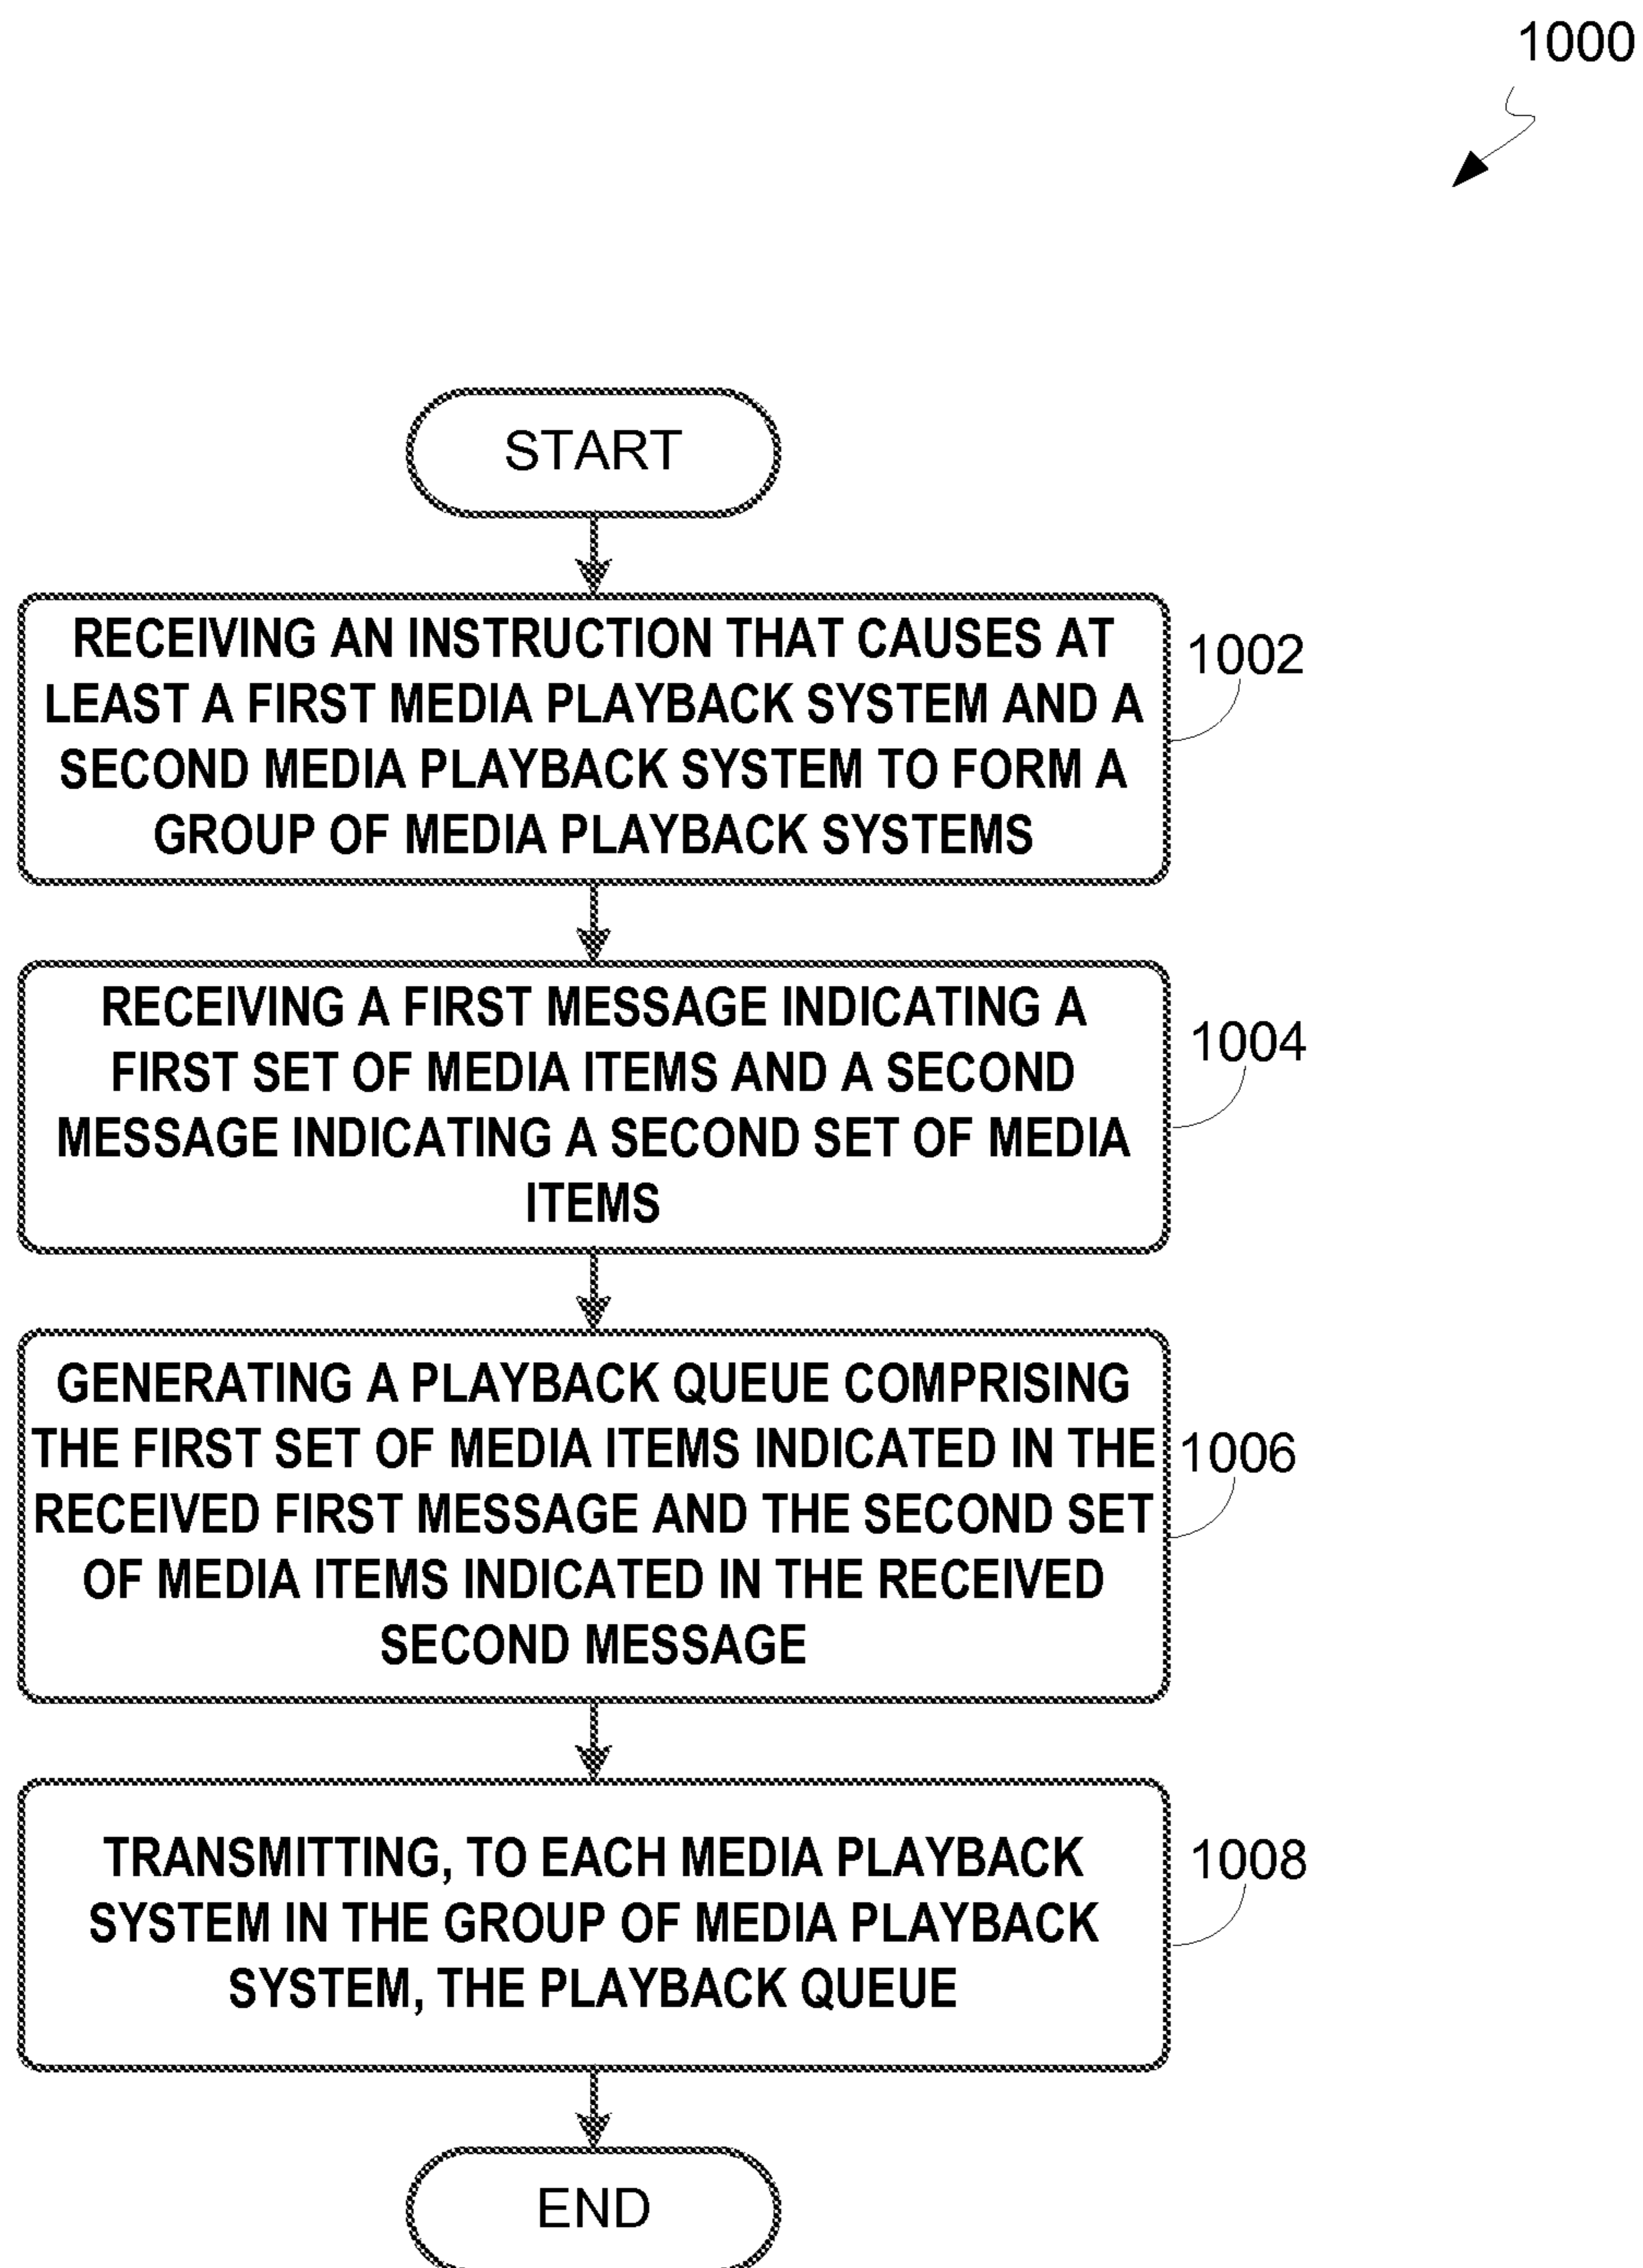 1000
START
RECEIVING AN INSTRUCTION THAT CAUSES AT
LEAST A FIRST MEDIA PLAYBACK SYSTEM AND A
SECOND MEDIA PLAYBACK SYSTEM TO FORM A
GROUP OF MEDIA PLAYBACK SYSTEMS
1002
RECEIVING A FIRST MESSAGE INDICATING A
FIRST SET OF MEDIA ITEMS AND A SECOND
MESSAGE INDICATING A SECOND SET OF MEDIA
ITEMS
1004
GENERATING A PLAYBACK QUEUE COMPRISING
THE FIRST SET OF MEDIA ITEMS INDICATED IN THE
RECEIVED FIRST MESSAGE AND THE SECOND SET
OF MEDIA ITEMS INDICATED IN THE RECEIVED
SECOND MESSAGE
1006
TRANSMITTING, TO EACH MEDIA PLAYBACK
SYSTEM IN THE GROUP OF MEDIA PLAYBACK
SYSTEM, THE PLAYBACK QUEUE
1008
END